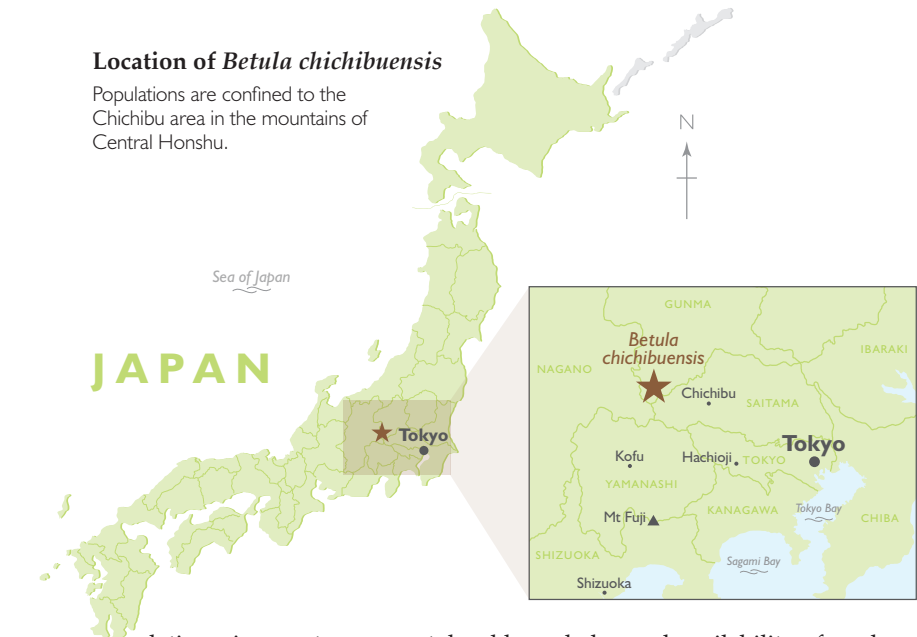 Location of Betula chichibuensis
Populations are confined to the
Chichibu area in the mountains of
Central Honshu.
N
Sea of Japan
JAPAN
Tokyo
GUNMA
Betula
chichibuensis
IBARAKI
NAGANO
Chichibu
SAITAMA
Tokyo
Kofu
Hachioji
TOKYO
YAMANASHI
Mt Fuji
KANAGAWA
Tokyo Bay
CHIBA
SHIZUOKA
Sagami Bay
Shizuoka